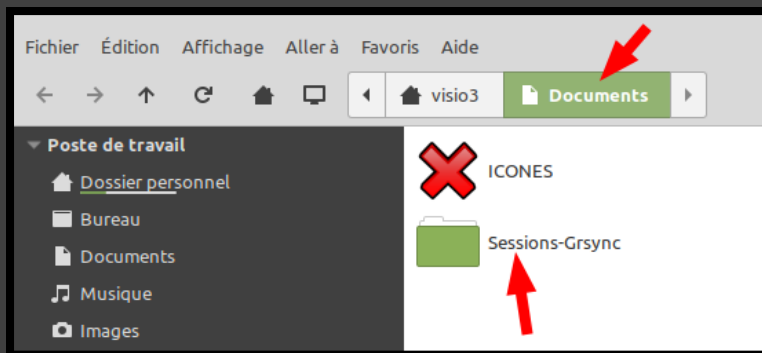 Fichier Édition Affichage Aller à Favoris Aide
visio3 Documents
Poste de travail
Dossier personnel
Bureau
Documents
Musique
Images
ICONES
Sessions-Grsync